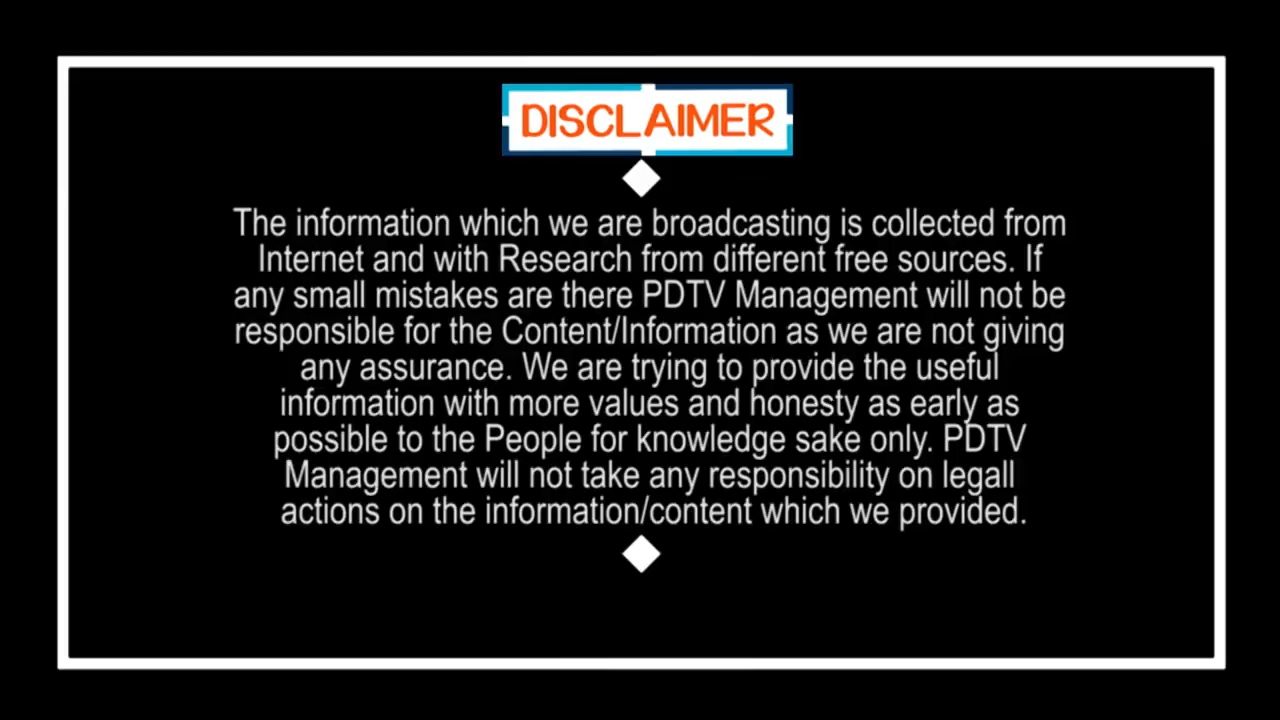 DISCLAIMER
The information which we are broadcasting is collected from
Internet and with Research from different free sources. If
any small mistakes are there PDTV Management will not be
responsible for the Content/Information as we are not giving
any assurance. We are trying to provide the useful
information with more values and honesty as early as
possible to the People for knowledge sake only. PDTV
Management will not take any responsibility on legall
actions on the information/content which we provided.